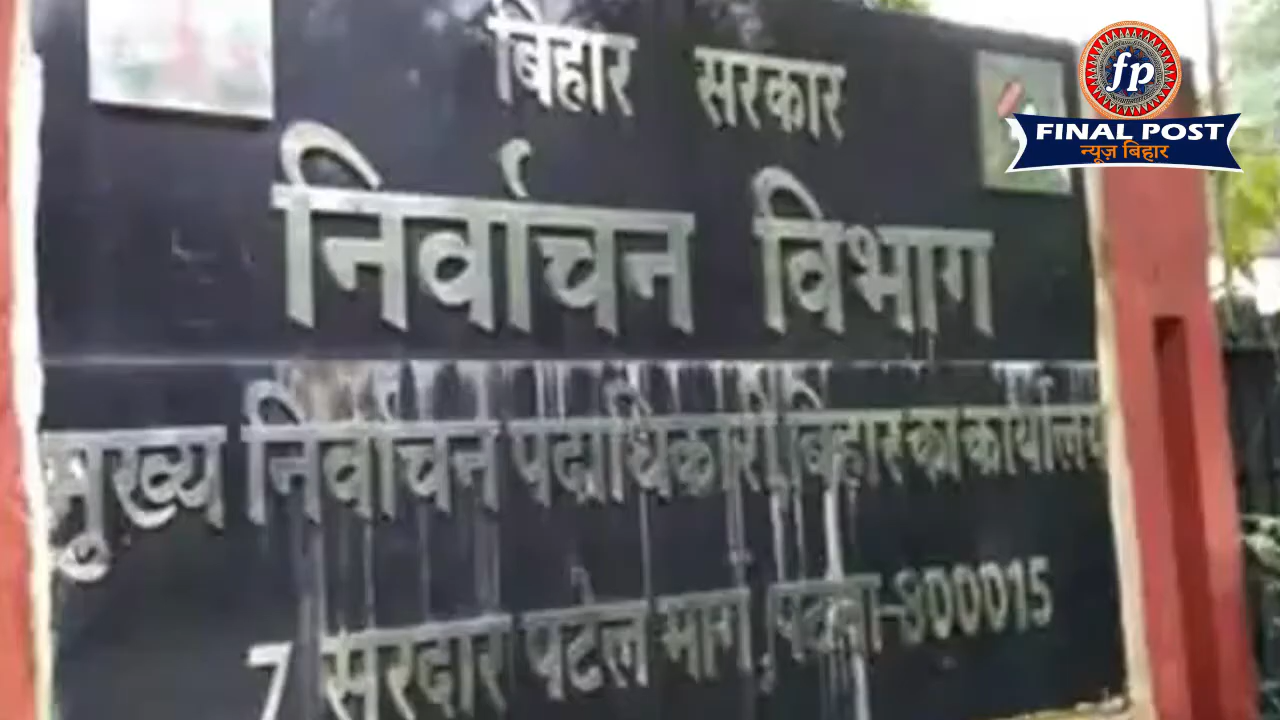 बिहार सरकार
निर्वाचन विभाग
मुख्य निर्वाचन पदाधिकारी, बिहार का कार्यालय
7 सरदार पटेल मार्ग, पटना-800015
fp
FINAL POST
न्यूज़ बिहार